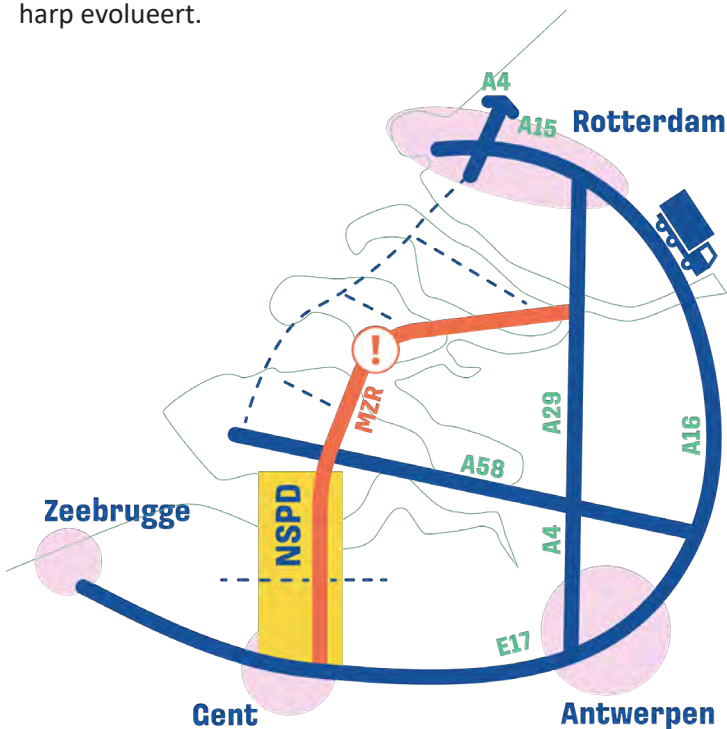 harp evolueert.
A4
A15
Rotterdam
!
MZR
A29
A16
A58
Zeebrugge
NSPD
A4
E17
Gent
Antwerpen